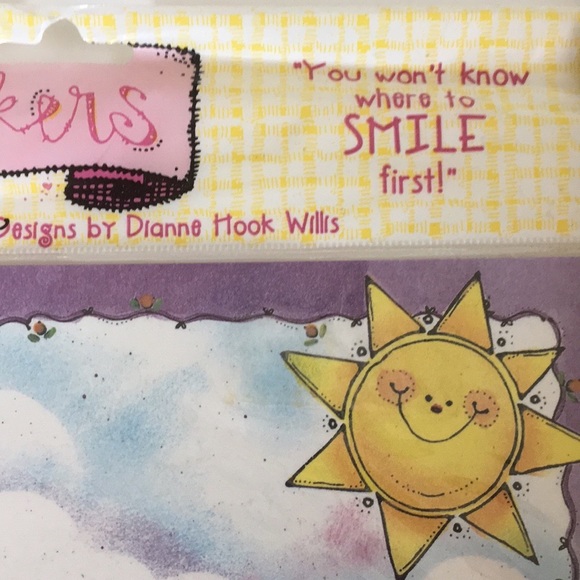 kers
"You won't know
where to
SMILE
first!"
Designs by Dianne Hook Willis